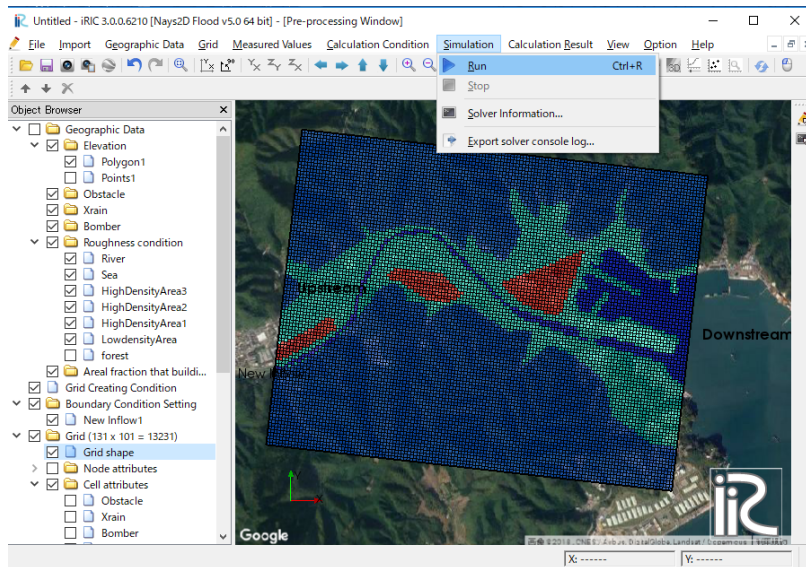 Untitled - iRIC 3.0.0.6210 [Nays2D Flood v5.0 64 bit] - [Pre-processing Window]
File Import Geographic Data Grid Measured Values Calculation Condition Simulation Calculation Result View Option Help
Run Ctrl+R
Stop
Solver Information...
Export solver console log...
Object Browser
Geographic Data
Elevation
Polygon1
Points1
Obstacle
Xrain
Bomber
Roughness condition
River
Sea
HighDensityArea3
HighDensityArea2
HighDensityArea1
LowdensityArea
forest
Areal fraction that buildi...
Grid Creating Condition
Boundary Condition Setting
New Inflow1
Grid (131 x 101 = 13231)
Grid shape
Node attributes
Cell attributes
Obstacle
Xrain
Bomber
Upstream
Downstream
New
Y
X
Google
iRIC
X: ------
Y: ------